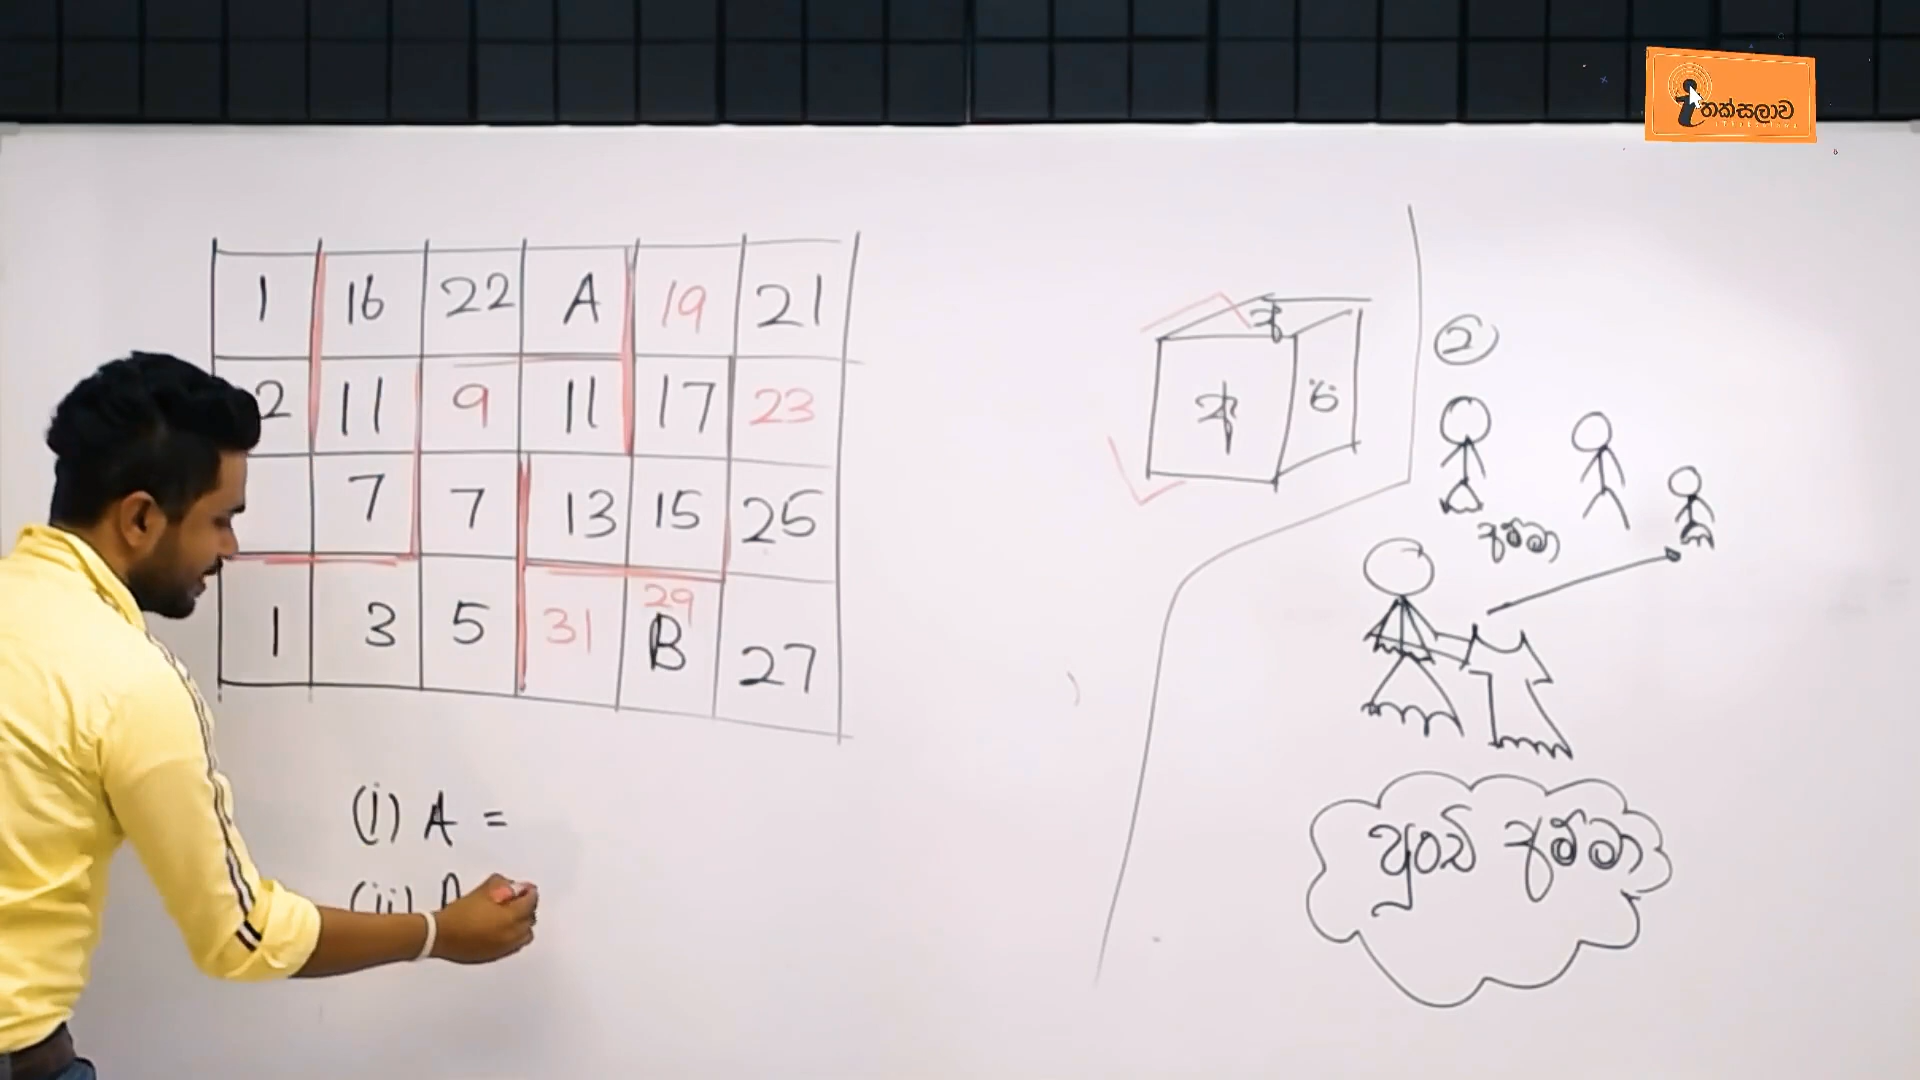 තක්සලාව
1 16 22 A 19 21
2 11 9 11 17 23
7 7 13 15 25
1 3 5 31 29 B 27
(i) A =
(ii)
2
අම්මා
පුංචි අම්මා